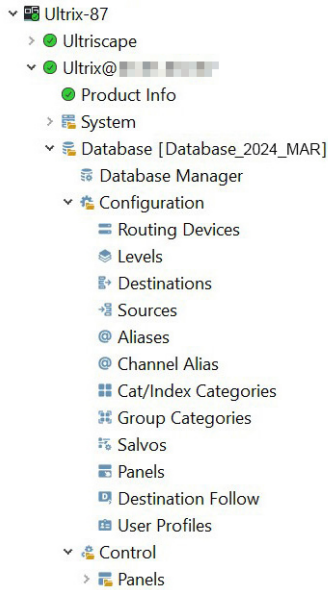 Ultrix-87
Ultriscape
Ultrix@
Product Info
System
Database [Database_2024_MAR]
Database Manager
Configuration
Routing Devices
Levels
Destinations
Sources
Aliases
Channel Alias
Cat/Index Categories
Group Categories
Salvos
Panels
Destination Follow
User Profiles
Control
Panels